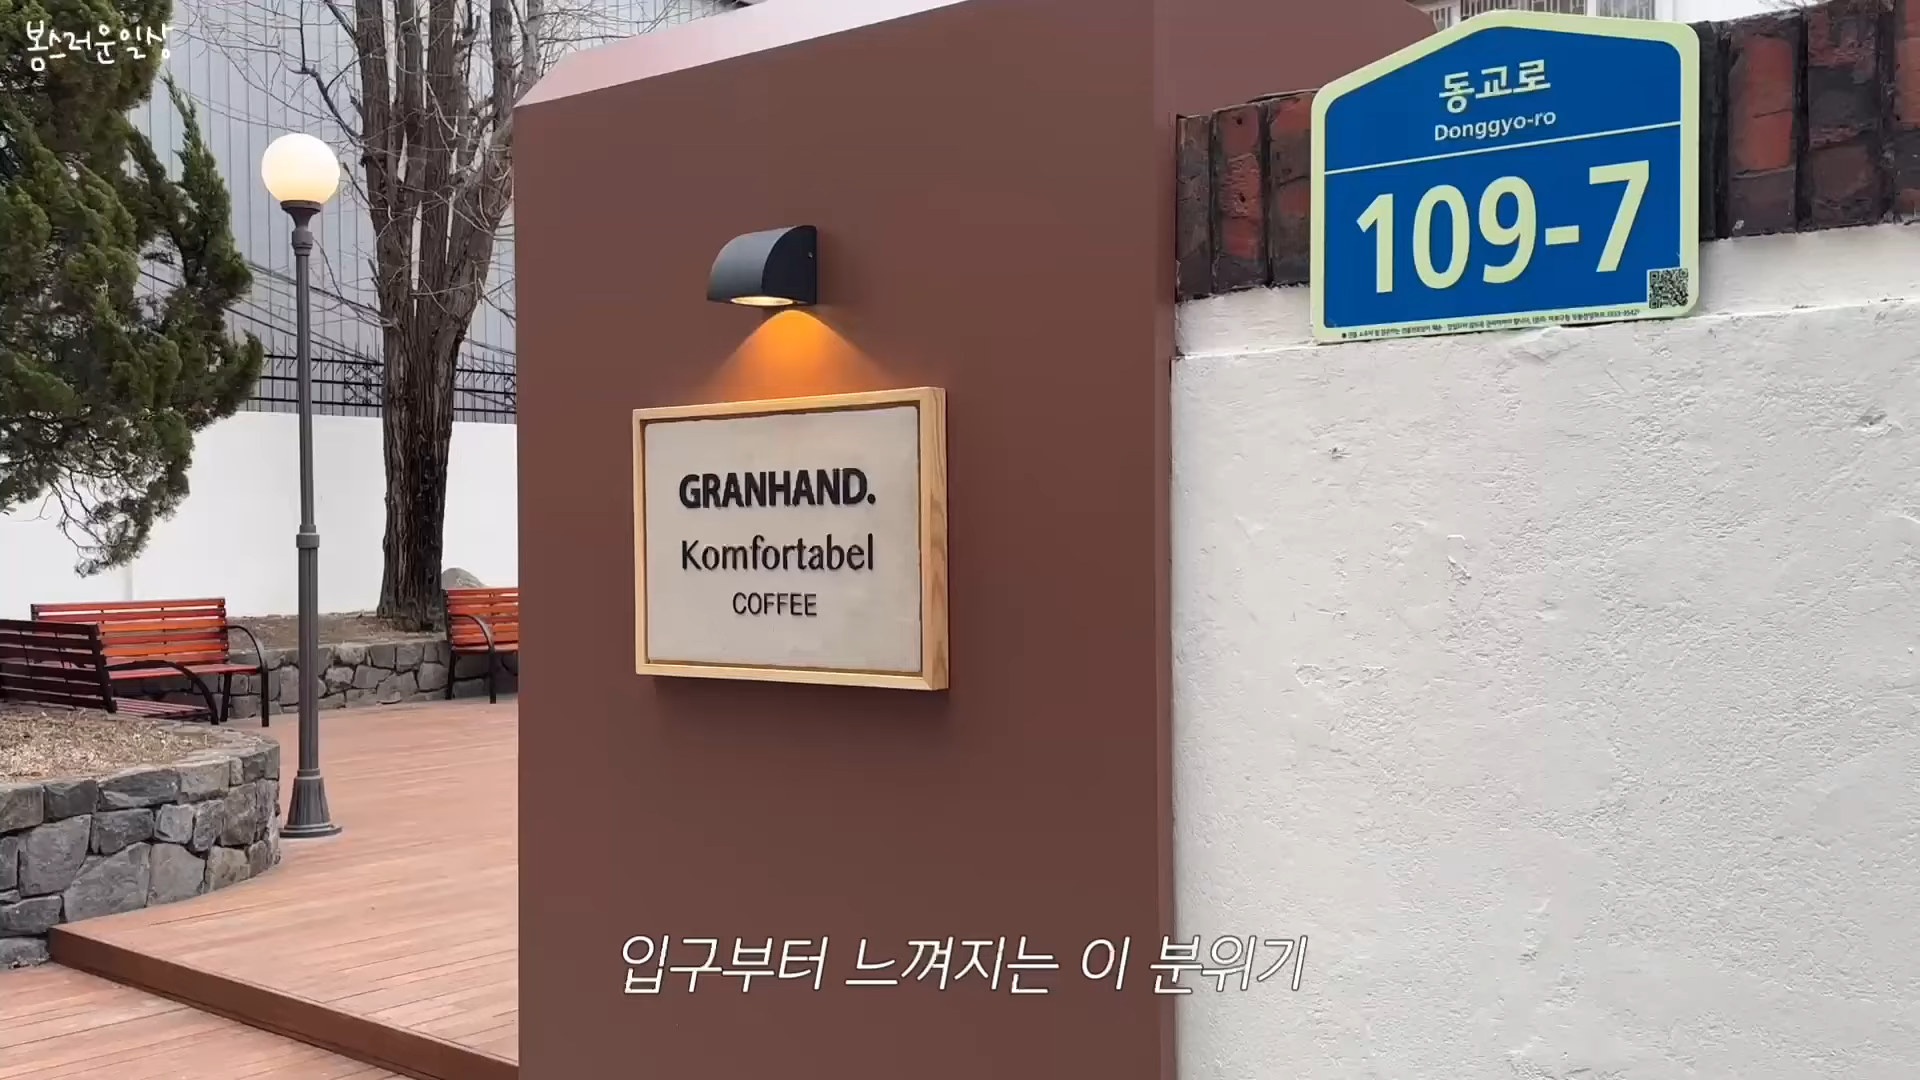 봄스러운일상
동교로
Donggyo-ro
109-7
GRANHAND.
Komfortabel
COFFEE
입구부터 느껴지는 이 분위기